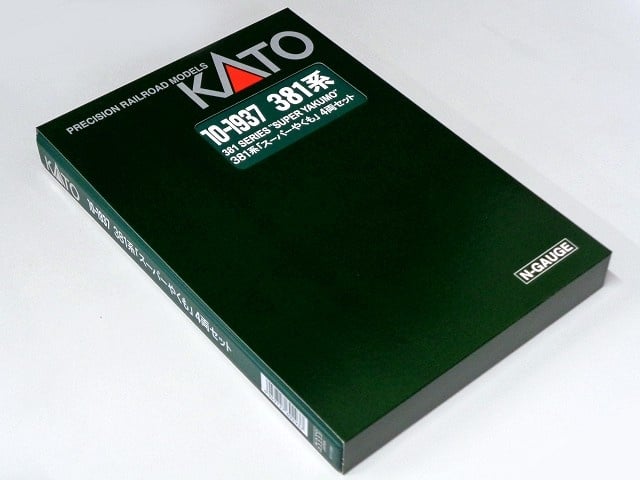 PRECISION RAILROAD MODELS
KATO
10-1937 381系
381 SERIES "SUPER YAKUMO"
381系「スーパーやくも」4両セット
N-GAUGE
KATO
10-1937 381系「スーパーやくも」4両セット